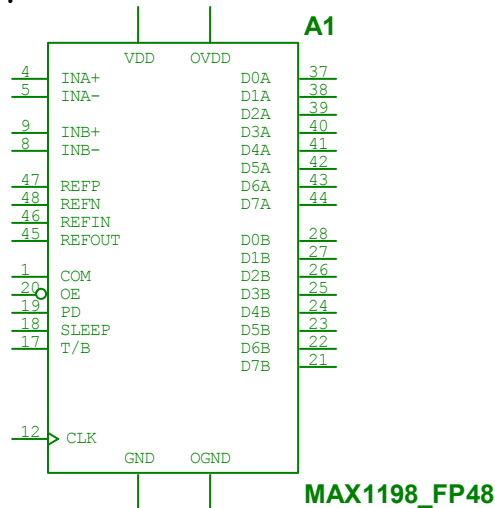 A1
VDD OVDD
4 INA+ D0A 37
5 INA- D1A 38
D2A 39
9 INB+ D3A 40
8 INB- D4A 41
D5A 42
47 REFP D6A 43
48 REFN D7A 44
46 REFIN
45 REFOUT D0B 28
D1B 27
1 COM D2B 26
20 OE D3B 25
19 PD D4B 24
18 SLEEP D5B 23
17 T/B D6B 22
D7B 21
12 CLK
GND OGND
MAX1198_FP48